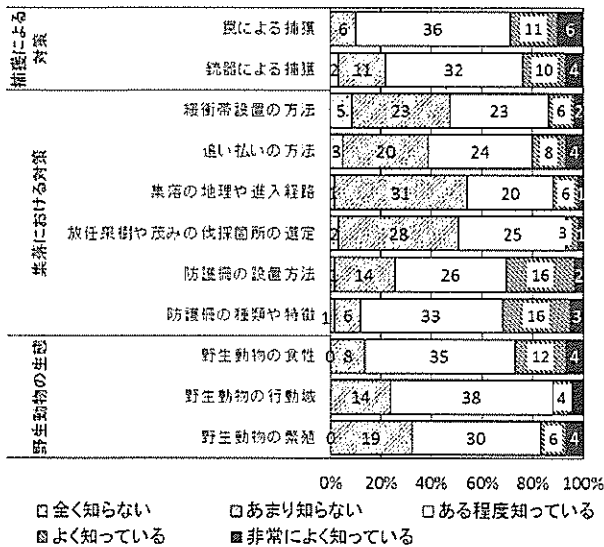 捕獲による
対策
罠による捕獲 6 36 11 6
銃器による捕獲 2 11 32 10 4
集落における対策
緩衝帯設置の方法 5 23 23 6 2
追い払いの方法 3 20 24 8 4
集落の地理や進入経路 1 31 20 6 1
放任果樹や茂みの伐採箇所の選定 2 28 25 3 1
防護柵の設置方法 1 14 26 16 2
防護柵の種類や特徴 1 6 33 16 3
野生動物の生態
野生動物の食性 0 8 35 12 4
野生動物の行動域 14 38 4
野生動物の繁殖 0 19 30 6 4
0% 20% 40% 60% 80% 100%
全く知らない あまり知らない ある程度知っている
よく知っている 非常によく知っている